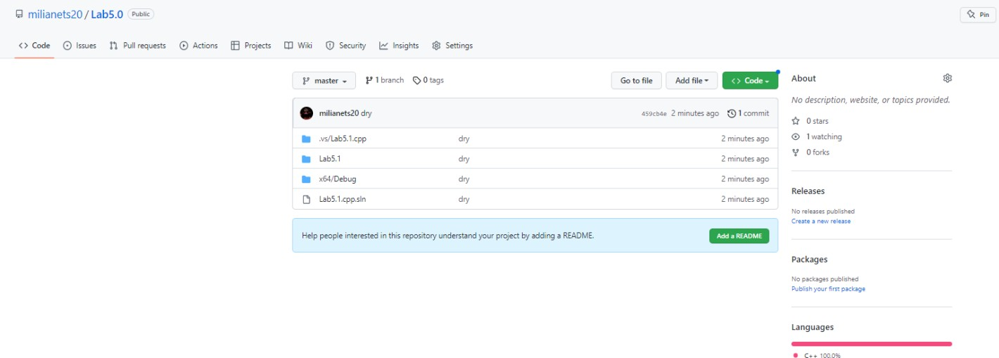 milianets20 / Lab5.0 Public
Pin
Code Issues Pull requests Actions Projects Wiki Security Insights Settings
master 1 branch 0 tags Go to file Add file Code
milianets20 dry 459cb4e 2 minutes ago 1 commit
.vs/Lab5.1.cpp dry 2 minutes ago
Lab5.1 dry 2 minutes ago
x64/Debug dry 2 minutes ago
Lab5.1.cpp.sln dry 2 minutes ago
Help people interested in this repository understand your project by adding a README. Add a README
About
No description, website, or topics provided.
0 stars
1 watching
0 forks
Releases
No releases published
Create a new release
Packages
No packages published
Publish your first package
Languages
C++ 100.0%